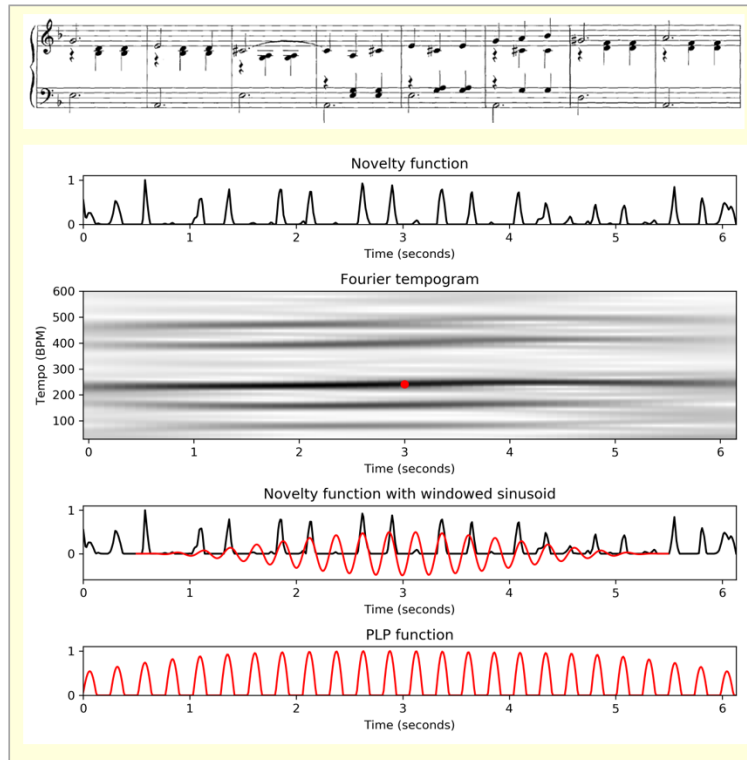 Novelty function
1
0
0 1 2 3 4 5 6
Time (seconds)
Fourier tempogram
600
500
400
300
200
100
Tempo (BPM)
0 1 2 3 4 5 6
Time (seconds)
Novelty function with windowed sinusoid
1
0
0 1 2 3 4 5 6
Time (seconds)
PLP function
1
0
0 1 2 3 4 5 6
Time (seconds)